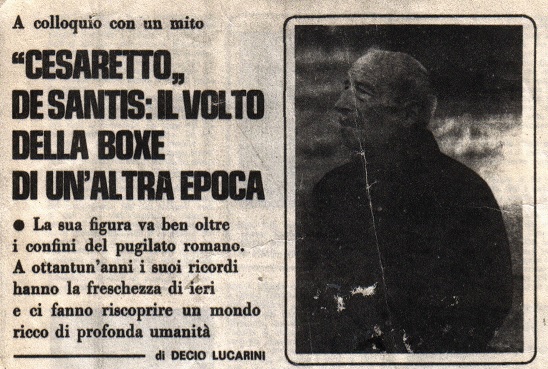 A colloquio con un mito
“CESARETTO„
DE SANTIS: IL VOLTO
DELLA BOXE
DI UN'ALTRA EPOCA
● La sua figura va ben oltre
i confini del pugilato romano.
A ottantun'anni i suoi ricordi
hanno la freschezza di ieri
e ci fanno riscoprire un mondo
ricco di profonda umanità
di DECIO LUCARINI